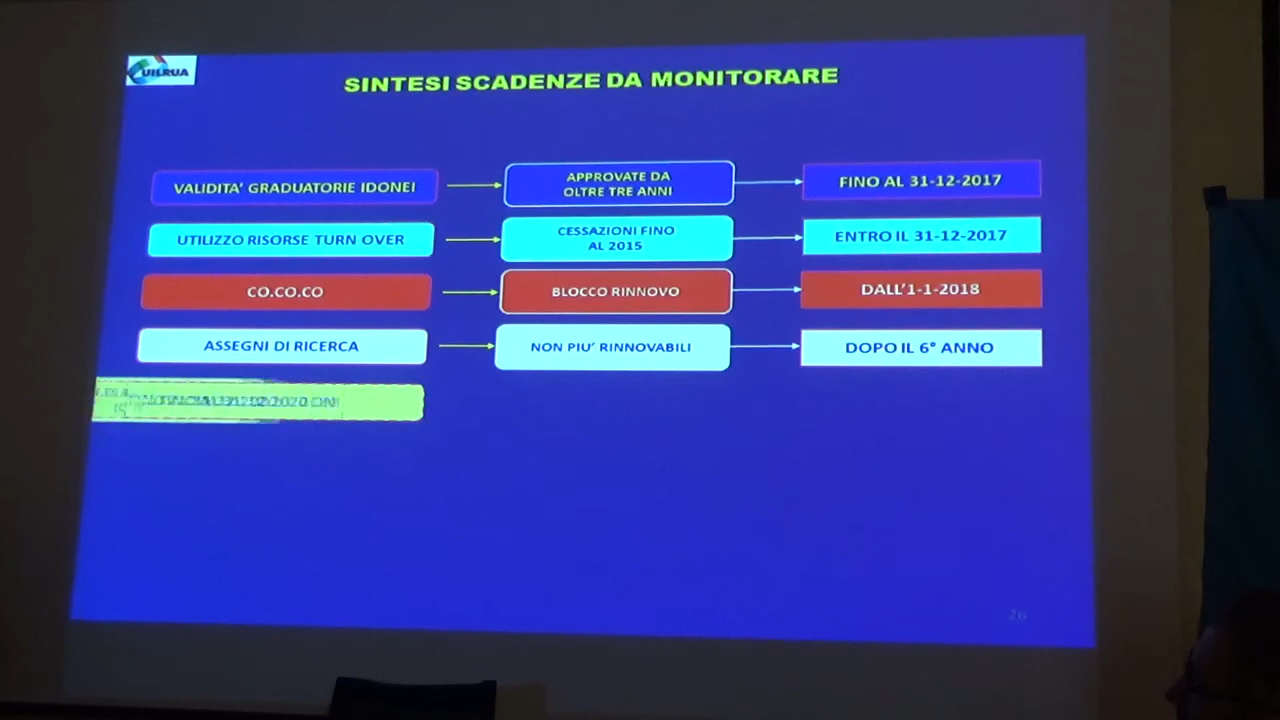 UILRUA
SINTESI SCADENZE DA MONITORARE
VALIDITA' GRADUATORIE IDONEI
APPROVATE DA
OLTRE TRE ANNI
FINO AL 31-12-2017
UTILIZZO RISORSE TURN OVER
CESSAZIONI FINO
AL 2015
ENTRO IL 31-12-2017
CO.CO.CO
BLOCCO RINNOVO
DALL'1-1-2018
ASSEGNI DI RICERCA
NON PIU' RINNOVABILI
DOPO IL 6° ANNO
26